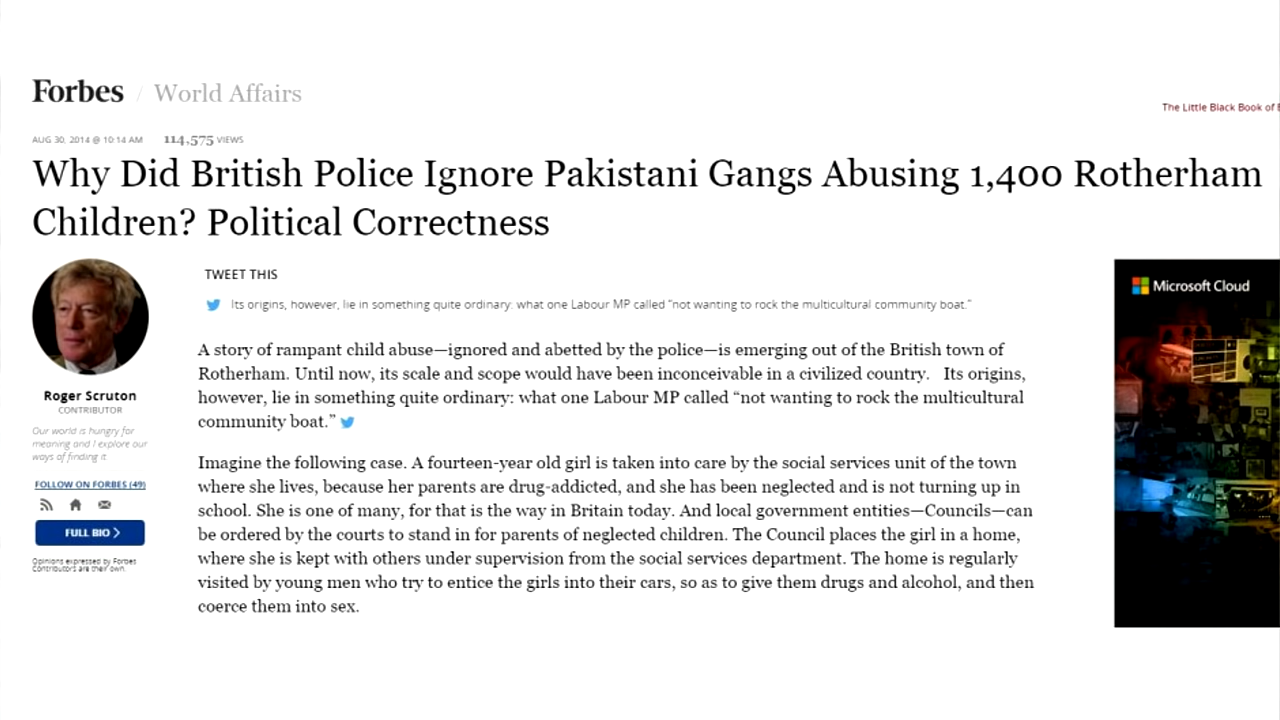 Forbes / World Affairs
The Little Black Book of
AUG 30, 2014 @ 10:14 AM 114,575 VIEWS
Why Did British Police Ignore Pakistani Gangs Abusing 1,400 Rotherham
Children? Political Correctness
TWEET THIS
Its origins, however, lie in something quite ordinary: what one Labour MP called “not wanting to rock the multicultural community boat.”
Microsoft Cloud
A story of rampant child abuse—ignored and abetted by the police—is emerging out of the British town of
Rotherham. Until now, its scale and scope would have been inconceivable in a civilized country. Its origins,
however, lie in something quite ordinary: what one Labour MP called “not wanting to rock the multicultural
community boat.”
Roger Scruton
CONTRIBUTOR
Our world is hungry for
meaning and I explore our
ways of finding it.
FOLLOW ON FORBES (49)
FULL BIO >
Opinions expressed by Forbes
Contributors are their own.
Imagine the following case. A fourteen-year old girl is taken into care by the social services unit of the town
where she lives, because her parents are drug-addicted, and she has been neglected and is not turning up in
school. She is one of many, for that is the way in Britain today. And local government entities—Councils—can
be ordered by the courts to stand in for parents of neglected children. The Council places the girl in a home,
where she is kept with others under supervision from the social services department. The home is regularly
visited by young men who try to entice the girls into their cars, so as to give them drugs and alcohol, and then
coerce them into sex.